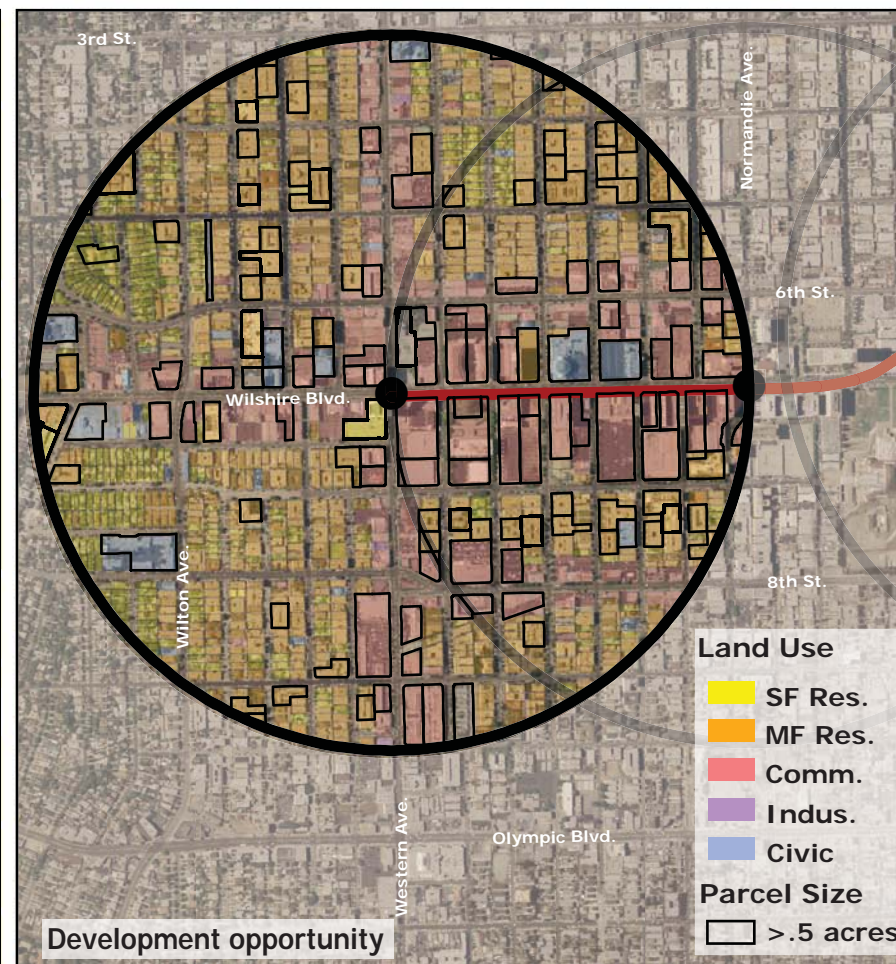 3rd St.
Normandie Ave.
6th St.
Wilshire Blvd.
Wilton Ave.
8th St.
Western Ave.
Olympic Blvd.
Land Use
SF Res.
MF Res.
Comm.
Indus.
Civic
Parcel Size
>.5 acres
Development opportunity